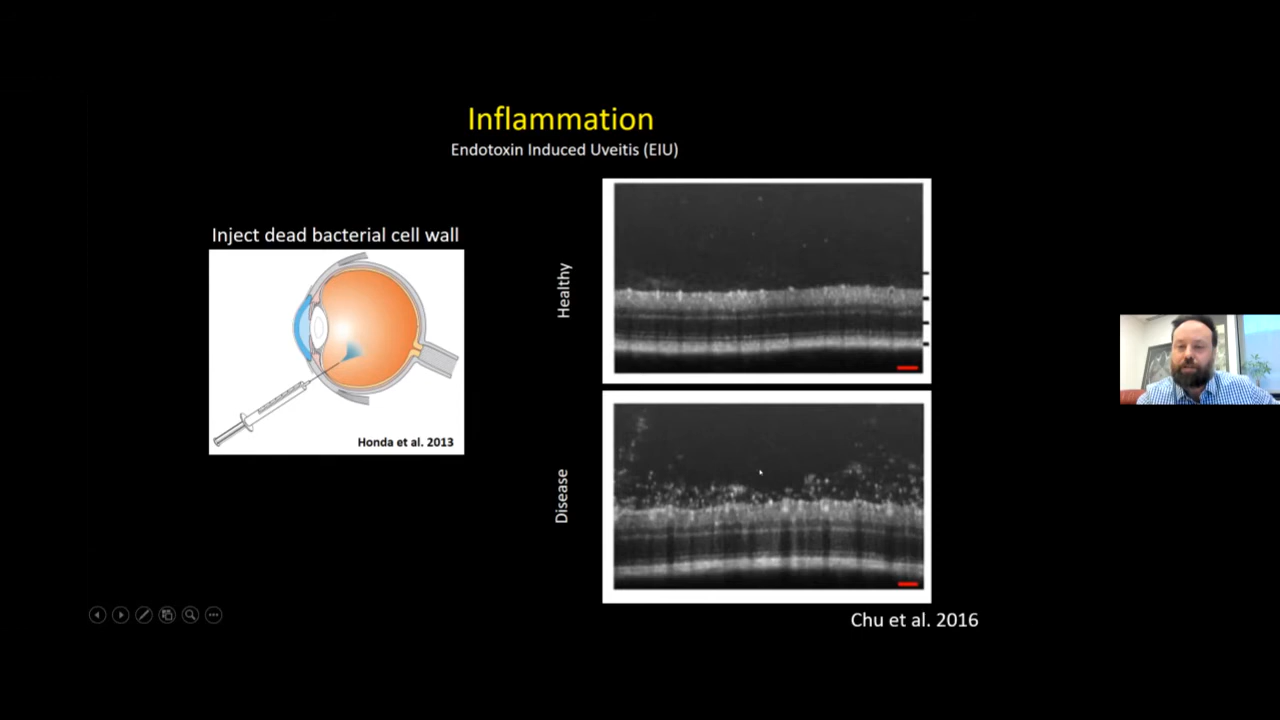 Inflammation
Endotoxin Induced Uveitis (EIU)
Inject dead bacterial cell wall
Honda et al. 2013
Healthy
Disease
Chu et al. 2016